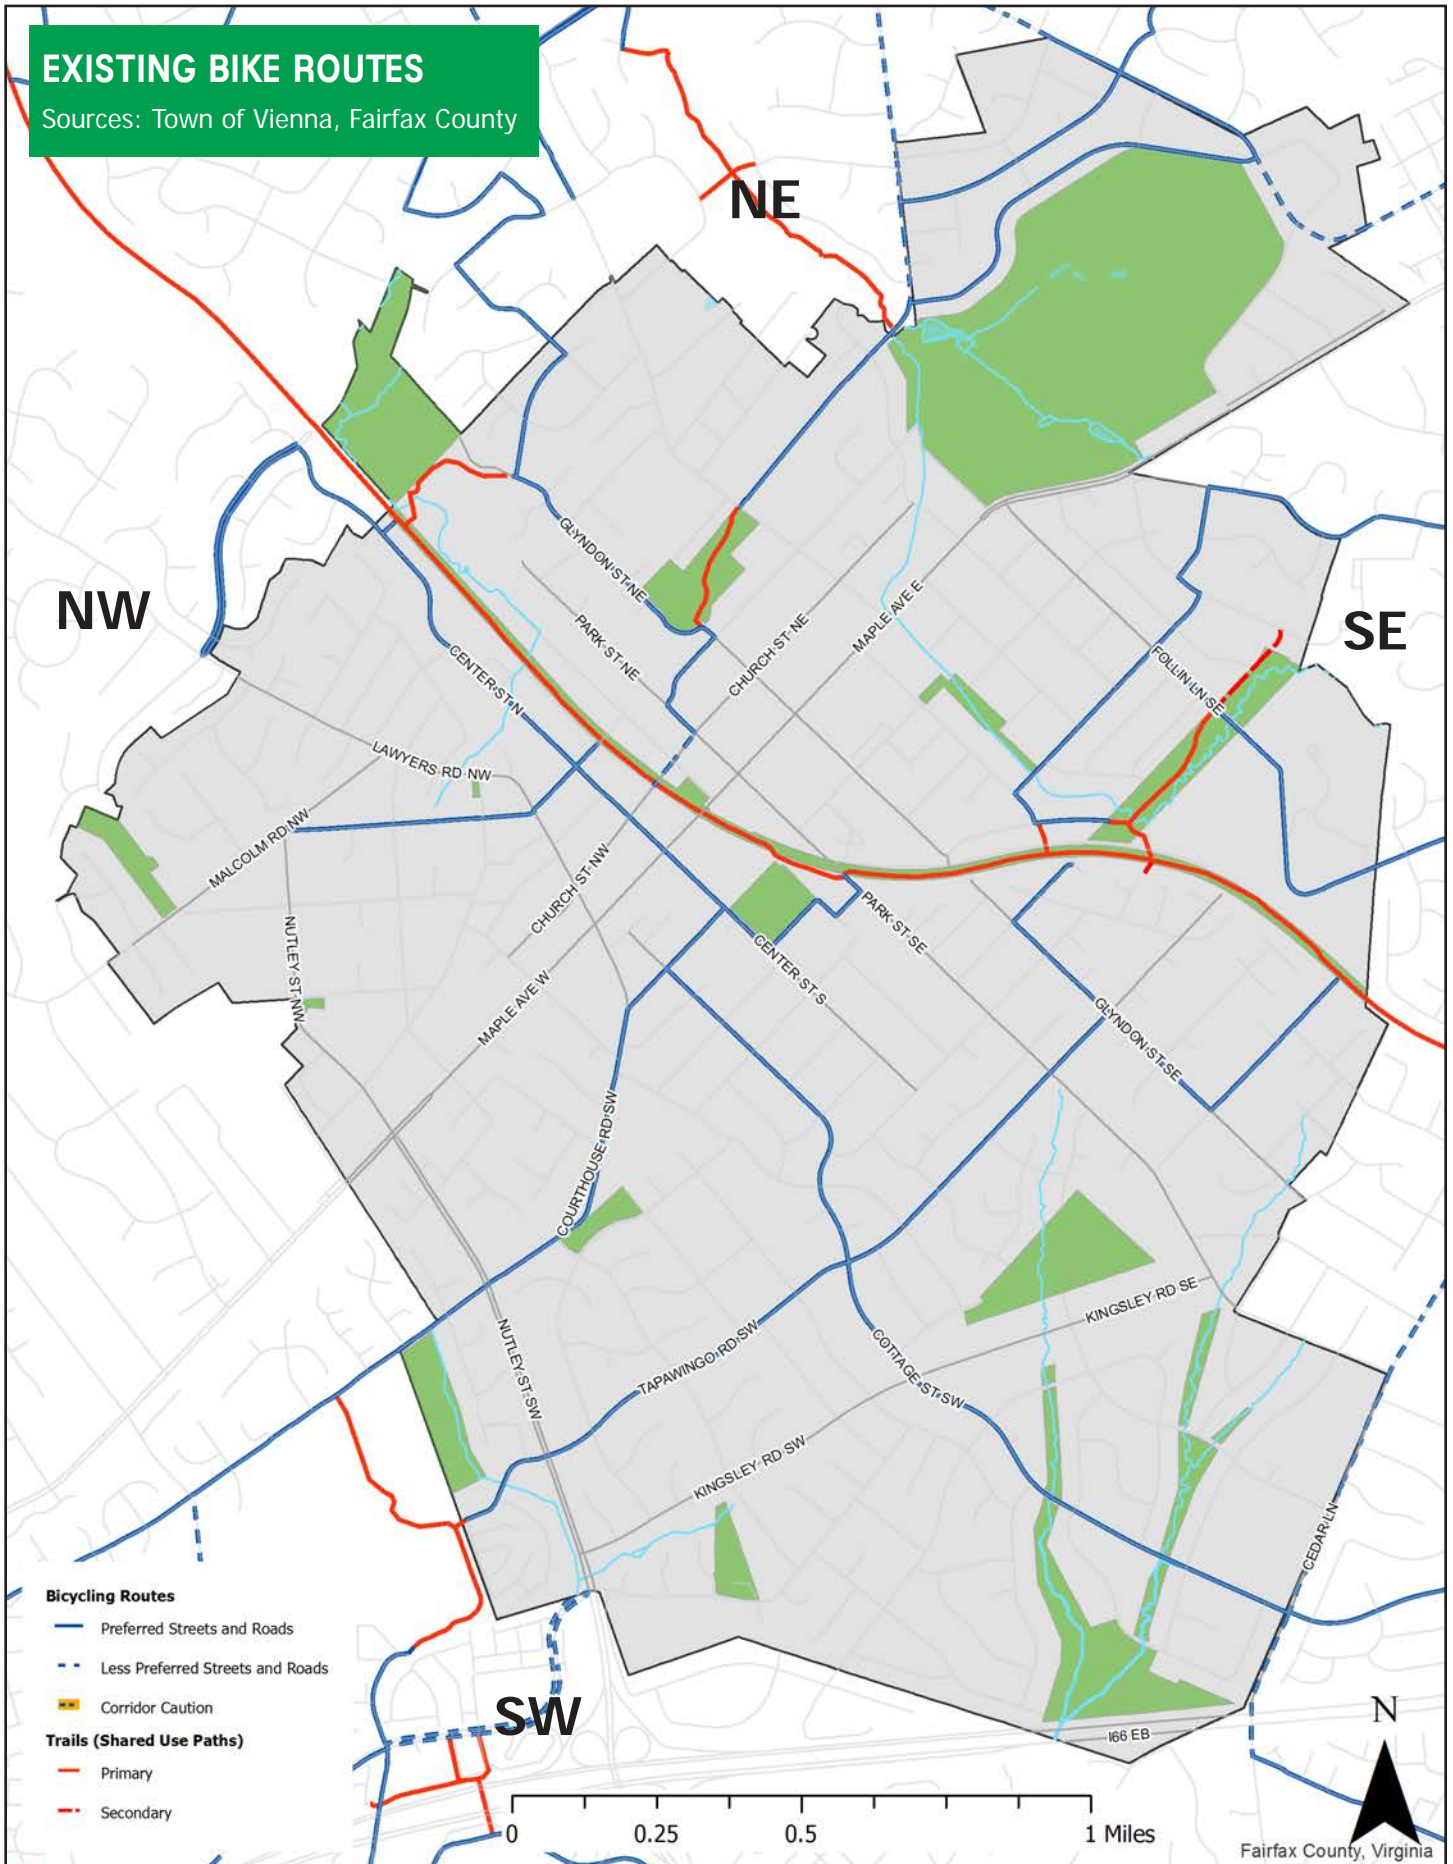 EXISTING BIKE ROUTES
Sources: Town of Vienna, Fairfax County
NE
NW
SE
GLYNDON ST NE
PARK ST NE
CHURCH ST NE
MAPLE AVE E
FOLLIN LN SE
CENTER ST N
LAWYERS RD NW
MALCOLM RD NW
CHURCH ST NW
NUTLEY ST NW
MAPLE AVE W
CENTER ST S
PARK ST SE
GLYNDON ST SE
COURTHOUSE RD SW
KINGSLEY RD SE
NUTLEY ST SW
TAPAWINGO RD SW
COTTAGE ST SW
KINGSLEY RD SW
CEDAR LN
Bicycling Routes
Preferred Streets and Roads
Less Preferred Streets and Roads
Corridor Caution
Trails (Shared Use Paths)
Primary
Secondary
SW
I66 EB
N
0 0.25 0.5 1 Miles
Fairfax County, Virginia